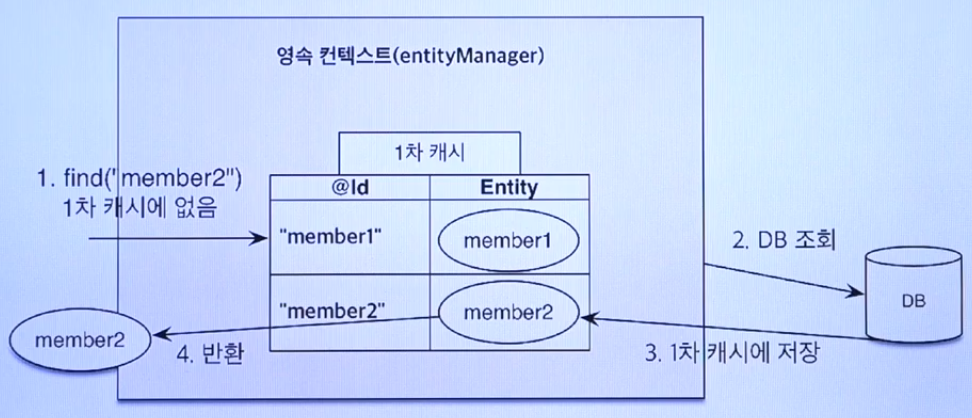 영속 컨텍스트(entityManager)
1차 캐시
1. find("member2")
1차 캐시에 없음
@Id Entity
"member1" member1
"member2" member2
2. DB 조회
DB
3. 1차 캐시에 저장
4. 반환
member2